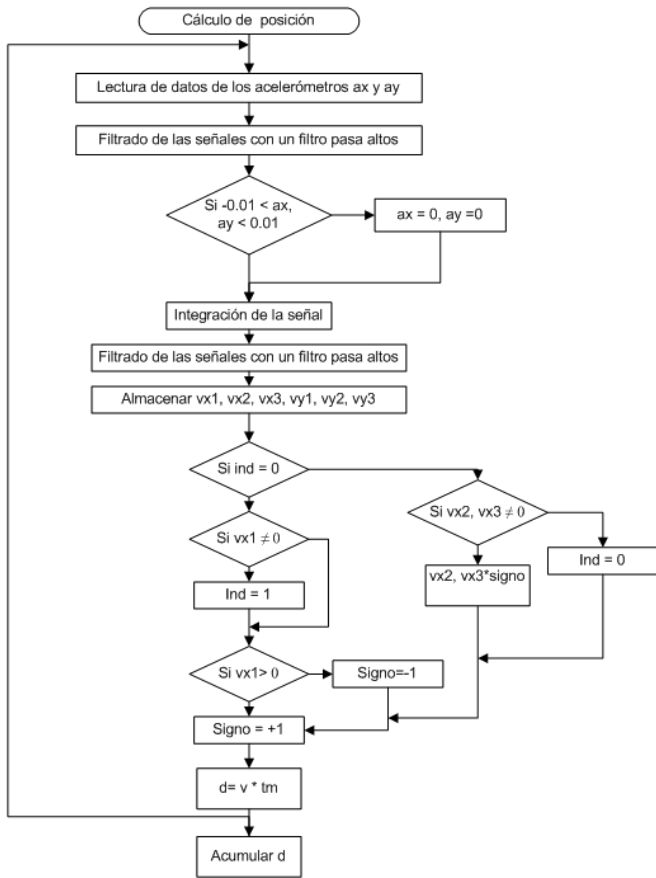 Cálculo de posición
Lectura de datos de los acelerómetros ax y ay
Filtrado de las señales con un filtro pasa altos
Si -0.01 < ax,
ay < 0.01
ax = 0, ay =0
Integración de la señal
Filtrado de las señales con un filtro pasa altos
Almacenar vx1, vx2, vx3, vy1, vy2, vy3
Si ind = 0
Si vx2, vx3 ≠ 0
Si vx1 ≠ 0
Ind = 0
vx2, vx3*signo
Ind = 1
Si vx1> 0
Signo=-1
Signo = +1
d= v * tm
Acumular d